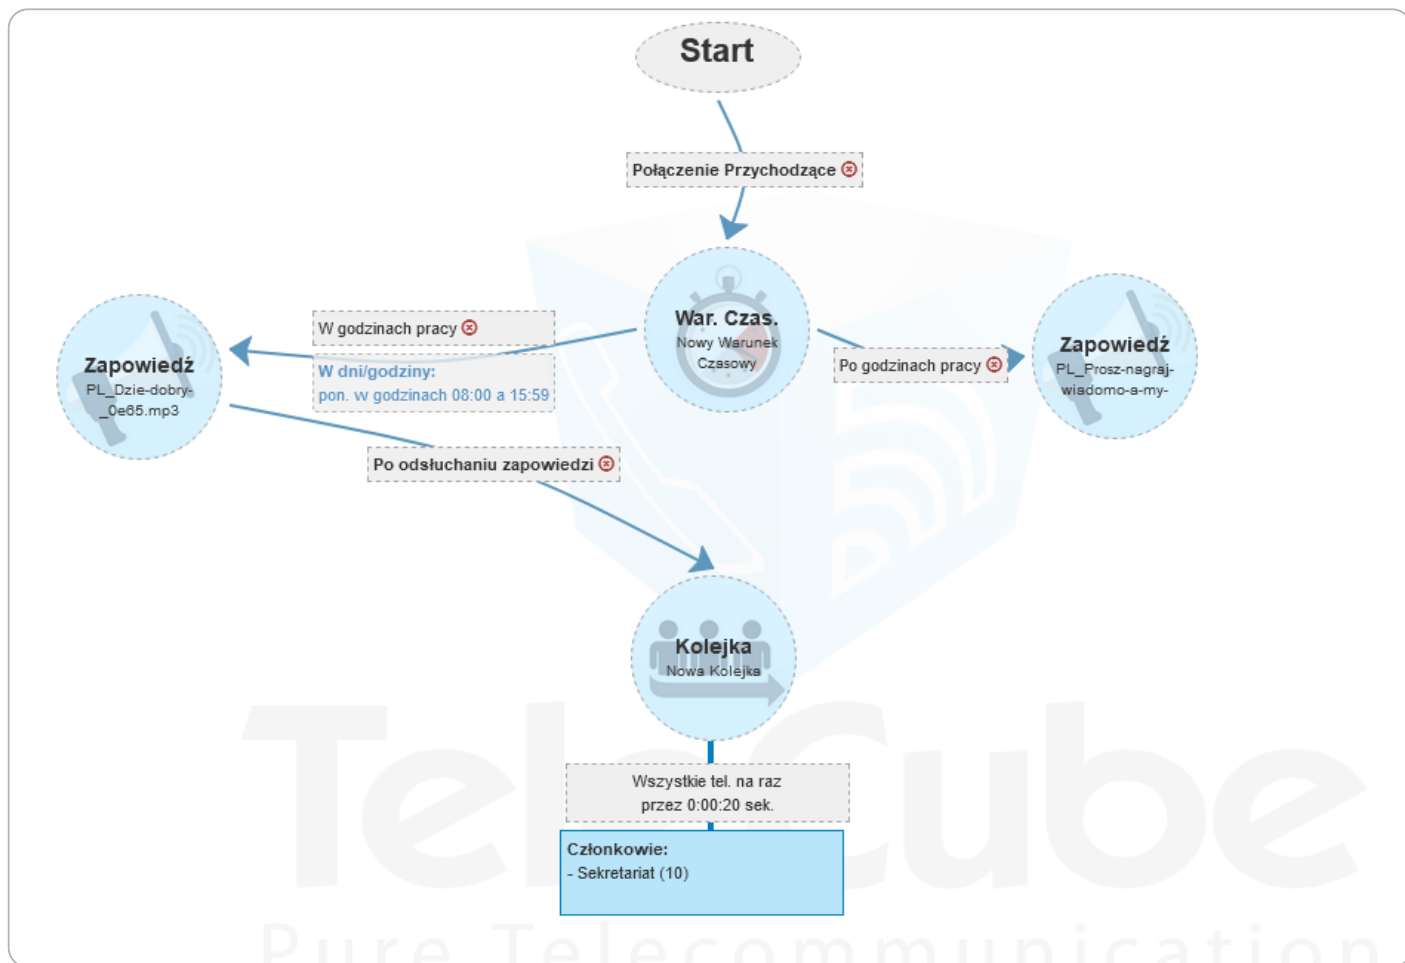 Start
Połączenie Przychodzące
War. Czas.
Nowy Warunek
Czasowy
W godzinach pracy
W dni/godziny:
pon. w godzinach 08:00 a 15:59
Zapowiedź
PL_Dzie-dobry-
_0e65.mp3
Po godzinach pracy
Zapowiedź
PL_Prosz-nagraj-
wiadomo-a-my-
Po odsłuchaniu zapowiedzi
Kolejka
Nowa Kolejka
Wszystkie tel. na raz
przez 0:00:20 sek.
Członkowie:
- Sekretariat (10)
TeleCube
Pure Telecommunication